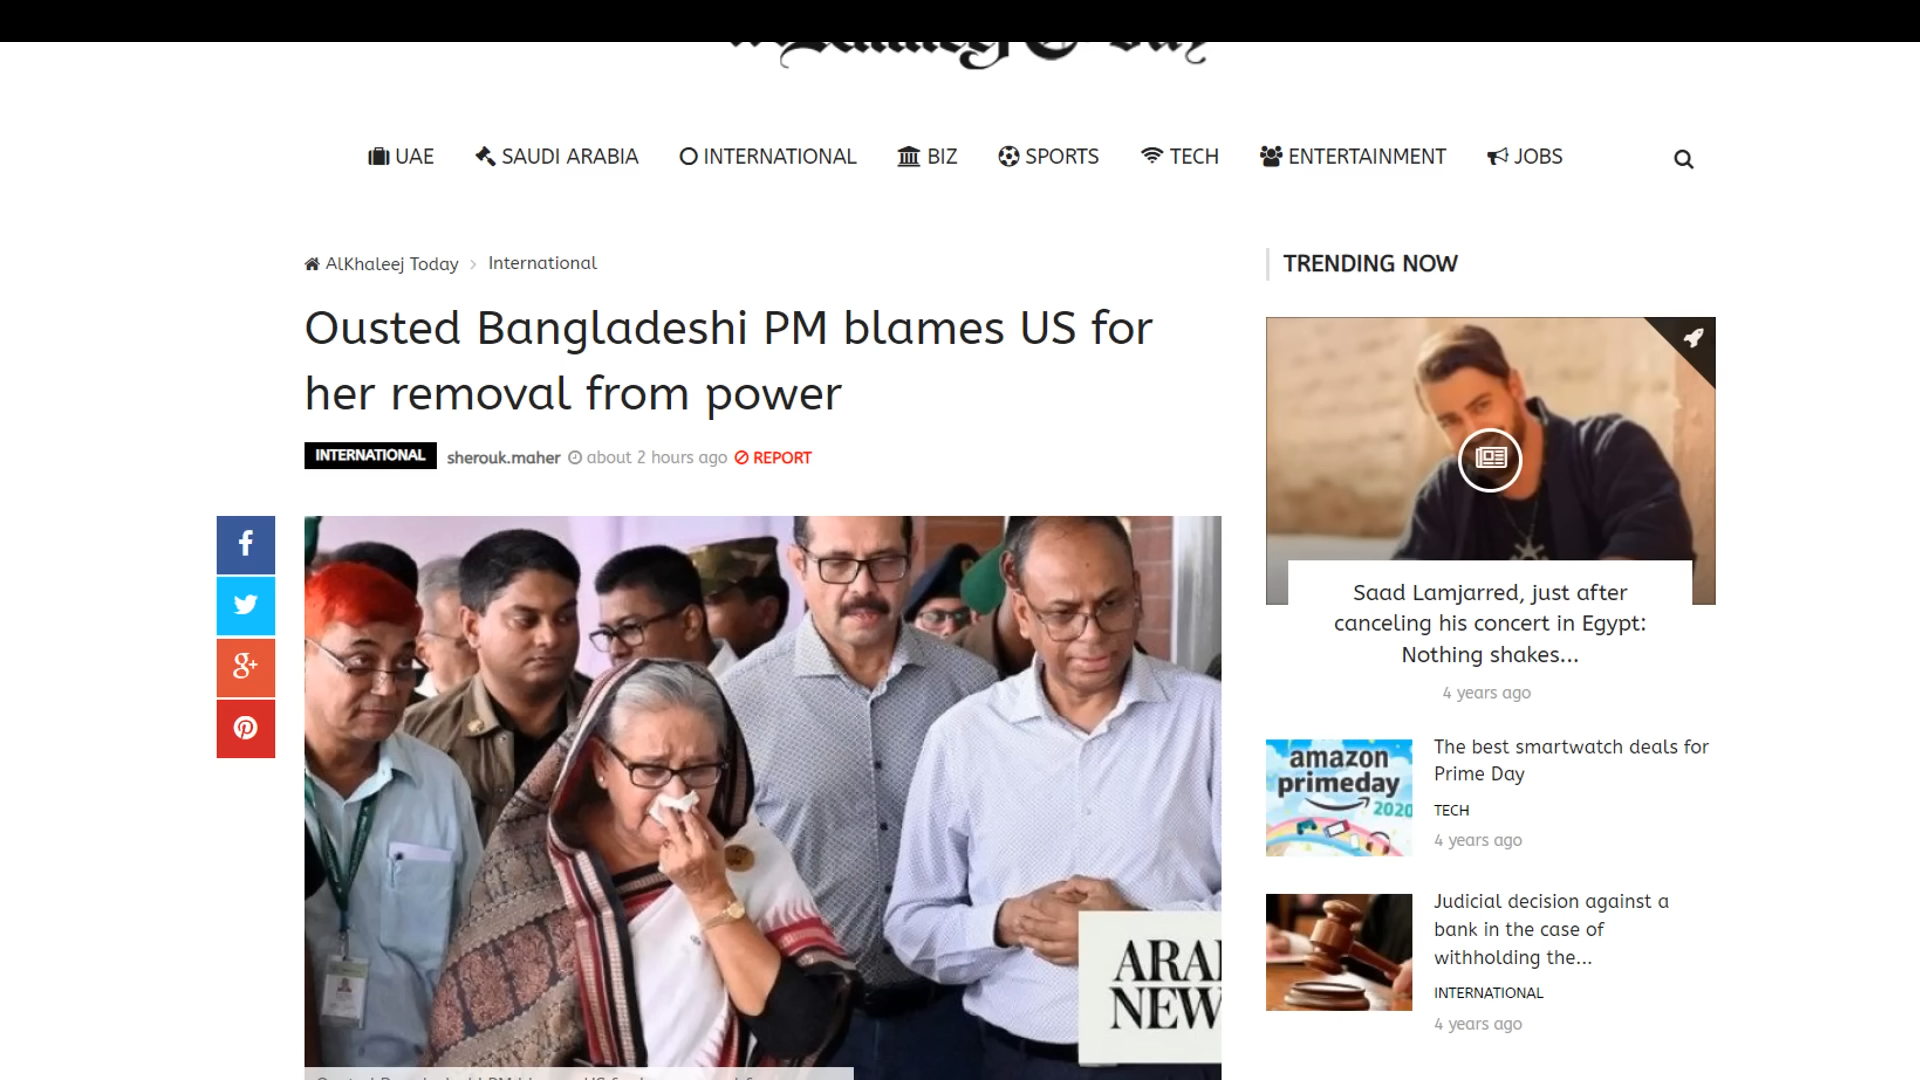 UAE SAUDI ARABIA INTERNATIONAL BIZ SPORTS TECH ENTERTAINMENT JOBS
AlKhaleej Today > International
Ousted Bangladeshi PM blames US for
her removal from power
INTERNATIONAL sherouk.maher about 2 hours ago REPORT
f
g+
ARAB
NEWS
TRENDING NOW
Saad Lamjarred, just after
canceling his concert in Egypt:
Nothing shakes...
4 years ago
amazon
primeday
2020
The best smartwatch deals for
Prime Day
TECH
4 years ago
Judicial decision against a
bank in the case of
withholding the...
INTERNATIONAL
4 years ago